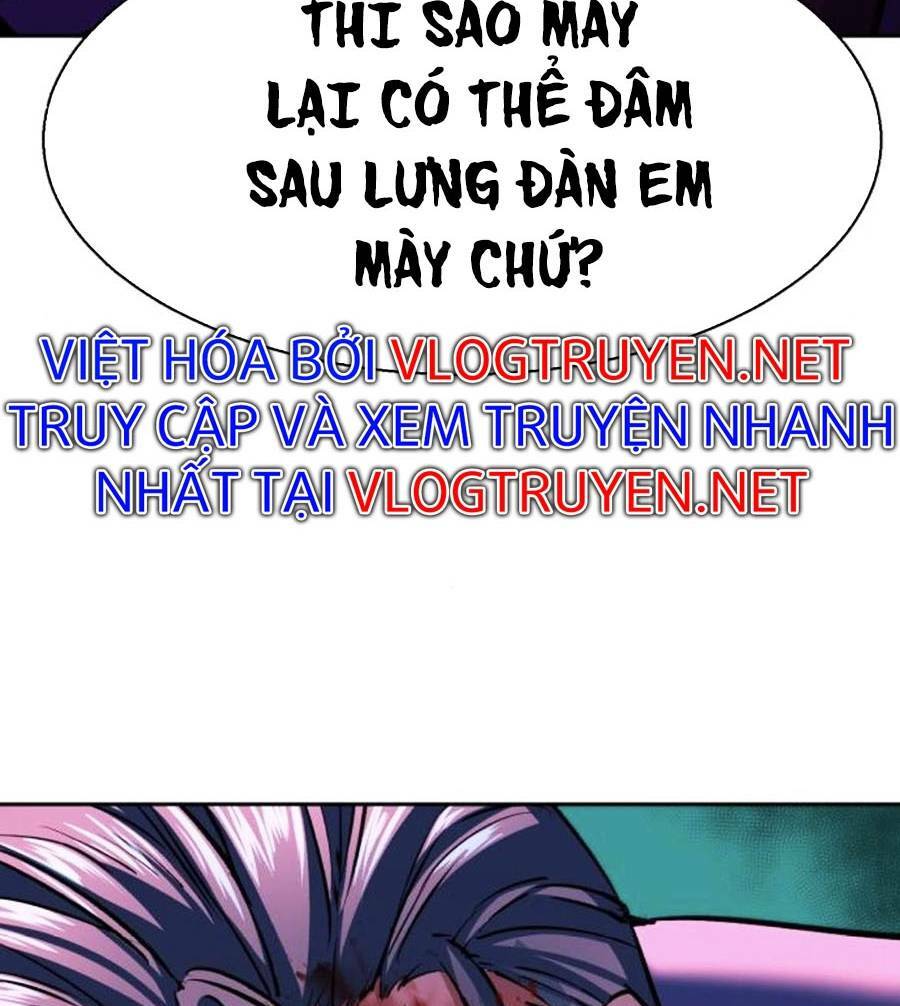 THÌ SAO MÀY
LẠI CÓ THỂ ĐÂM
SAU LƯNG ĐÀN EM
MÀY CHỨ?
VIỆT HÓA BỞI VLOGTRUYEN.NET
TRUY CẬP VÀ XEM TRUYỆN NHANH
NHẤT TẠI VLOGTRUYEN.NET